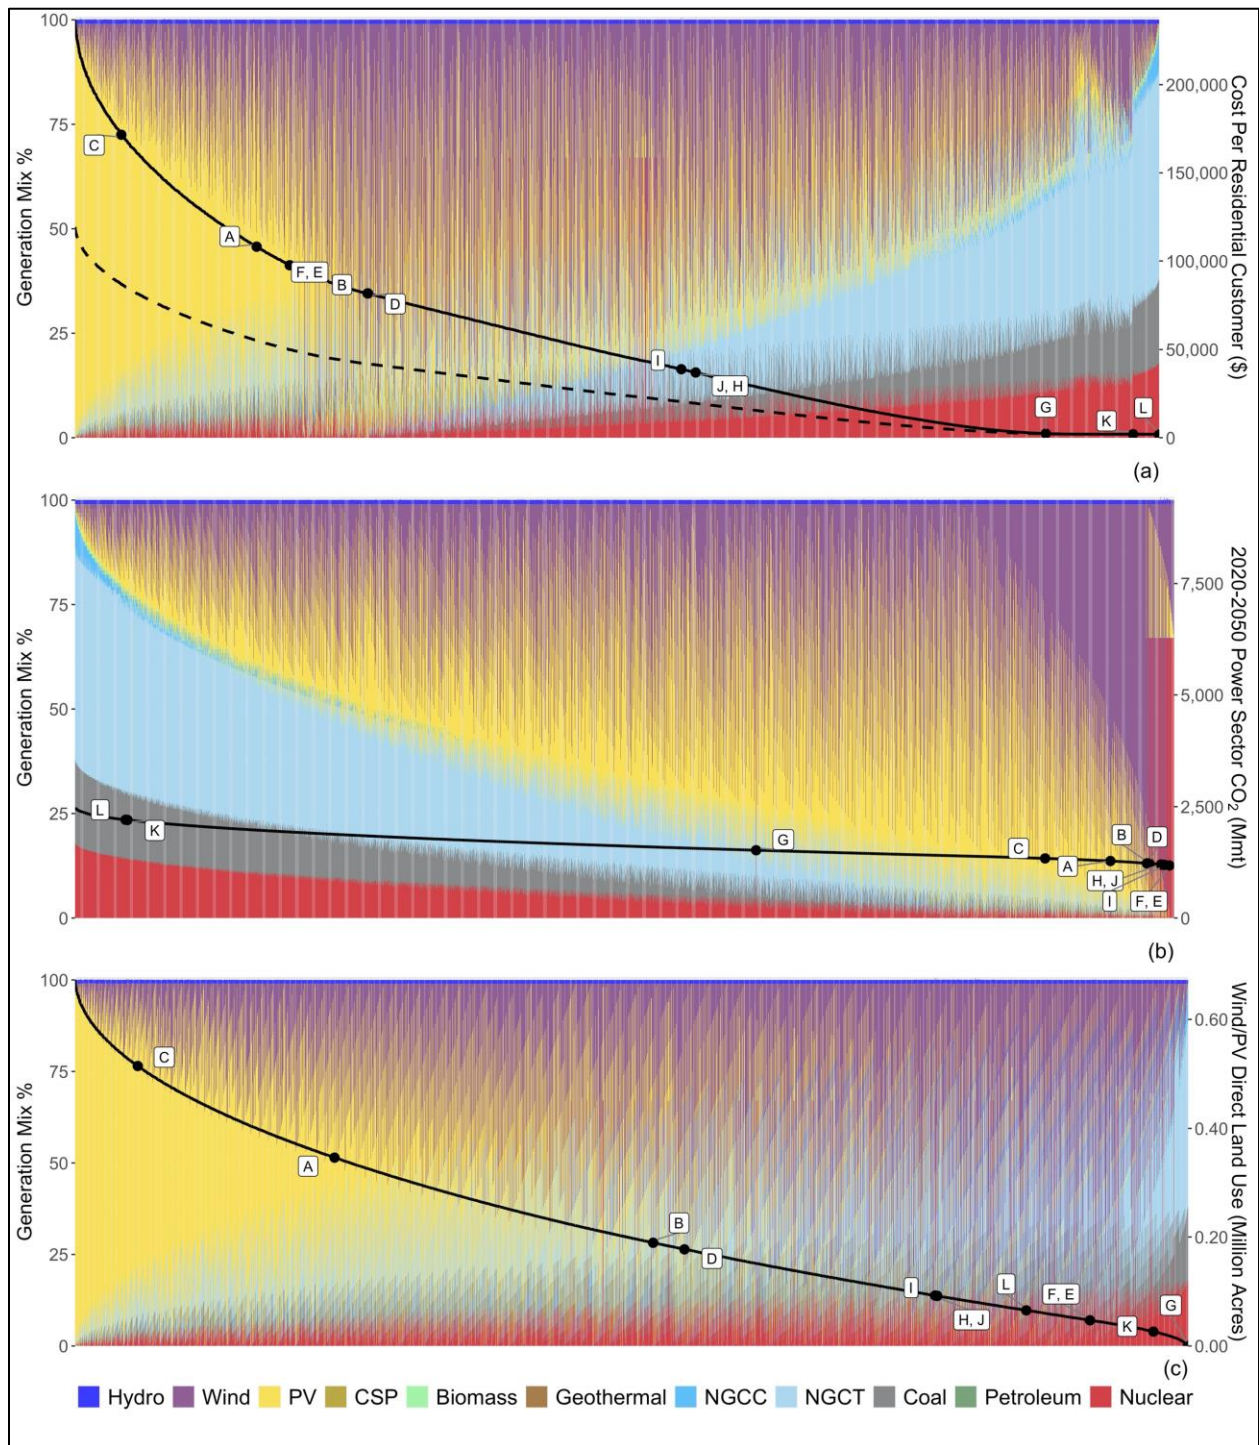 100
75
50
25
0
Generation Mix %
200,000
150,000
100,000
50,000
0
Cost Per Residential Customer ($)
C
A
F, E
B
D
I
J, H
G
K
L
(a)
100
75
50
25
0
Generation Mix %
7,500
5,000
2,500
0
2020-2050 Power Sector CO₂ (Mmt)
L
K
G
C
A
B
D
H, J
I
F, E
(b)
100
75
50
25
0
Generation Mix %
0.60
0.40
0.20
0.00
Wind/PV Direct Land Use (Million Acres)
C
A
B
D
I
H, J
L
F, E
K
G
(c)
Hydro Wind PV CSP Biomass Geothermal NGCC NGCT Coal Petroleum Nuclear